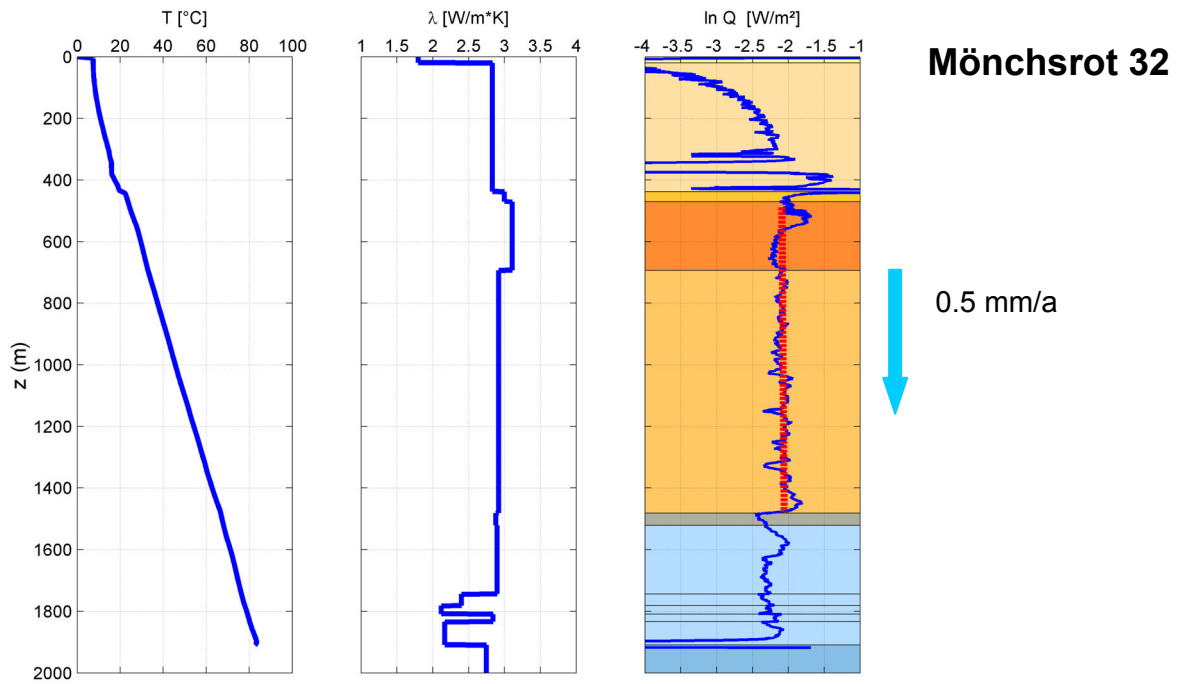 T [°C]
λ [W/m*K]
ln Q [W/m²]
0 20 40 60 80 100
1 1.5 2 2.5 3 3.5 4
-4 -3.5 -3 -2.5 -2 -1.5 -1
Mönchsrot 32
0
200
400
600
800
1000
1200
1400
1600
1800
2000
z (m)
0.5 mm/a